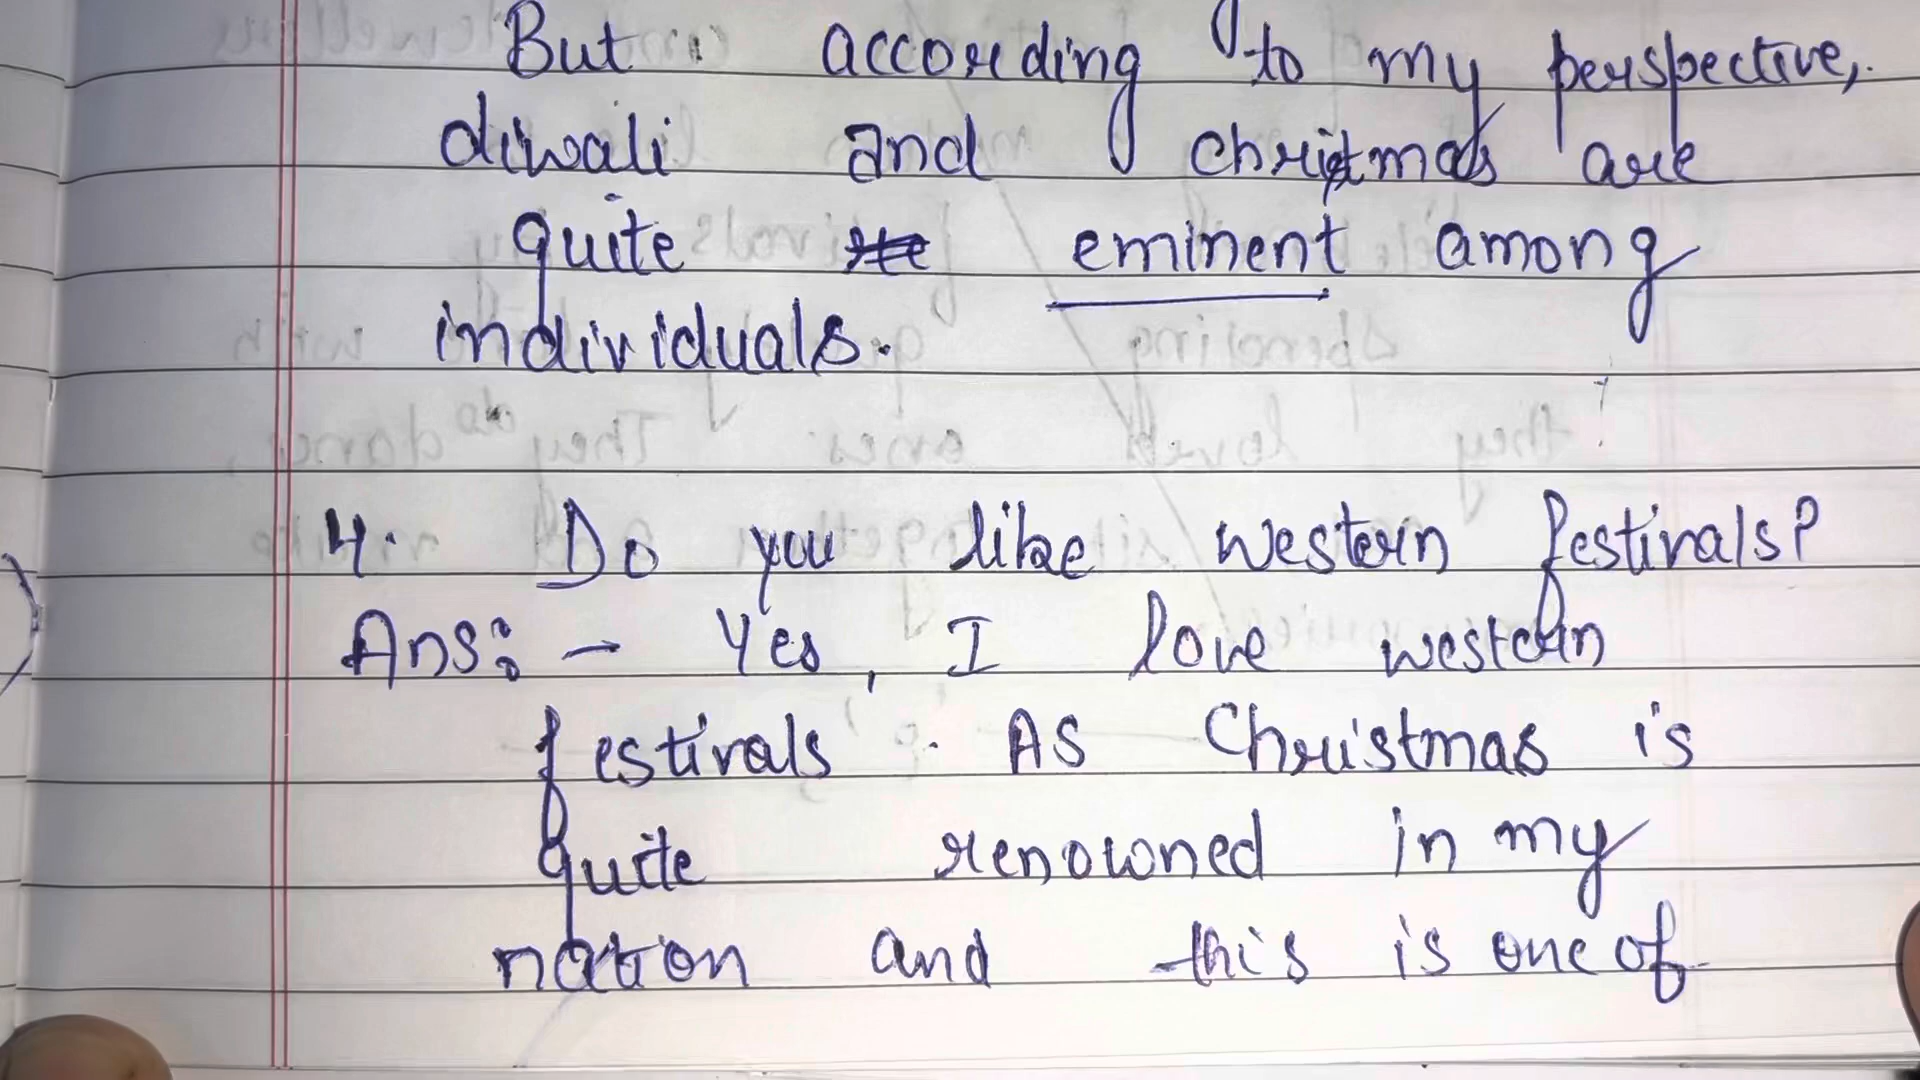 But according to my perspective,
diwali and christmas are
quite eminent among
individuals.
4. Do you like western festivals?
Ans: - Yes, I love western
festivals. As Christmas is
quite renowned in my
nation and this is one of